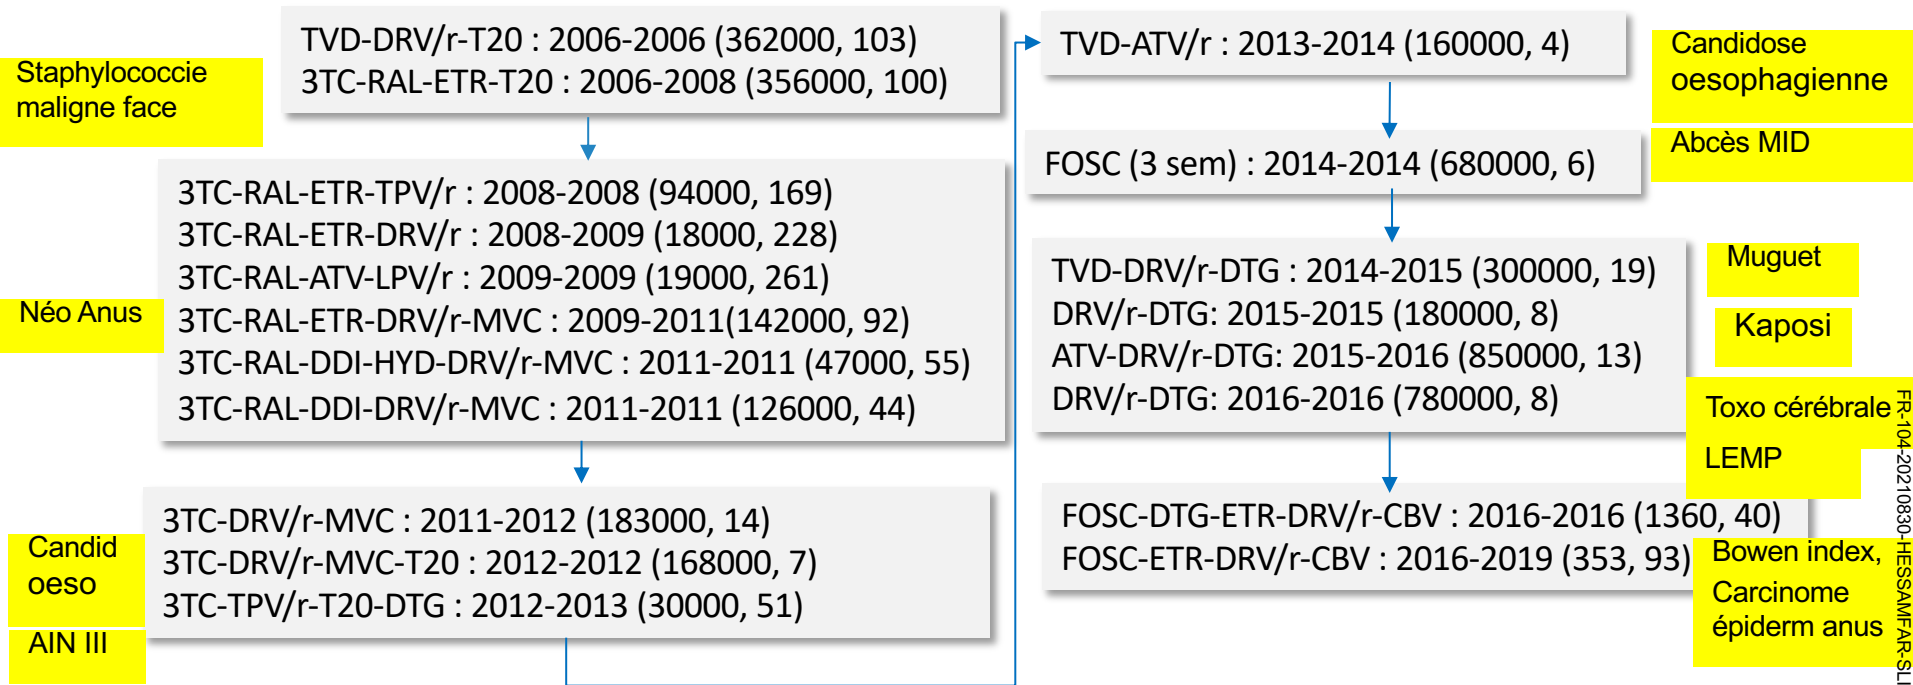 Staphylococcie
maligne face
TVD-DRV/r-T20 : 2006-2006 (362000, 103)
3TC-RAL-ETR-T20 : 2006-2008 (356000, 100)
Néo Anus
3TC-RAL-ETR-TPV/r : 2008-2008 (94000, 169)
3TC-RAL-ETR-DRV/r : 2008-2009 (18000, 228)
3TC-RAL-ATV-LPV/r : 2009-2009 (19000, 261)
3TC-RAL-ETR-DRV/r-MVC : 2009-2011(142000, 92)
3TC-RAL-DDI-HYD-DRV/r-MVC : 2011-2011 (47000, 55)
3TC-RAL-DDI-DRV/r-MVC : 2011-2011 (126000, 44)
Candid
oeso
AIN III
3TC-DRV/r-MVC : 2011-2012 (183000, 14)
3TC-DRV/r-MVC-T20 : 2012-2012 (168000, 7)
3TC-TPV/r-T20-DTG : 2012-2013 (30000, 51)
TVD-ATV/r : 2013-2014 (160000, 4)
Candidose
oesophagienne
FOSC (3 sem) : 2014-2014 (680000, 6)
Abcès MID
TVD-DRV/r-DTG : 2014-2015 (300000, 19)
DRV/r-DTG: 2015-2015 (180000, 8)
ATV-DRV/r-DTG: 2015-2016 (850000, 13)
DRV/r-DTG: 2016-2016 (780000, 8)
Muguet
Kaposi
Toxo cérébrale
LEMP
FOSC-DTG-ETR-DRV/r-CBV : 2016-2016 (1360, 40)
FOSC-ETR-DRV/r-CBV : 2016-2019 (353, 93)
Bowen index,
Carcinome
épiderm anus
FR-104-20210830-HESSAMFAR-SLI